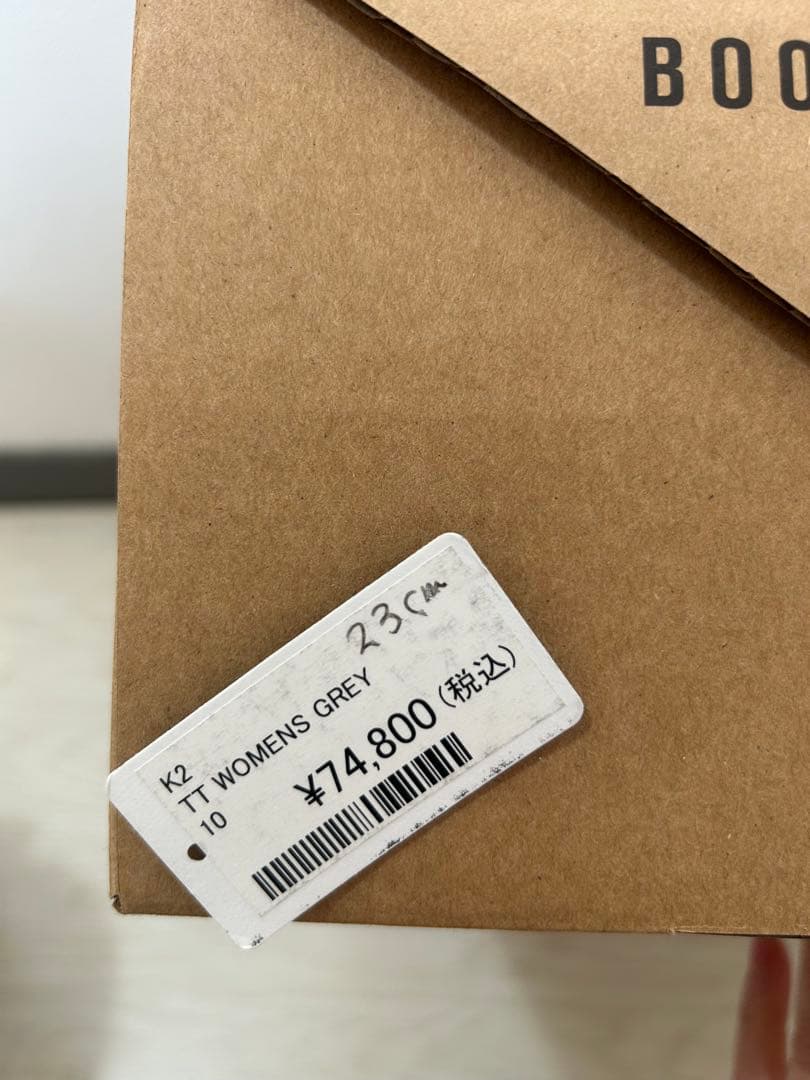 BOO
23cm
K2
TT WOMENS GREY
10
¥74,800(税込)